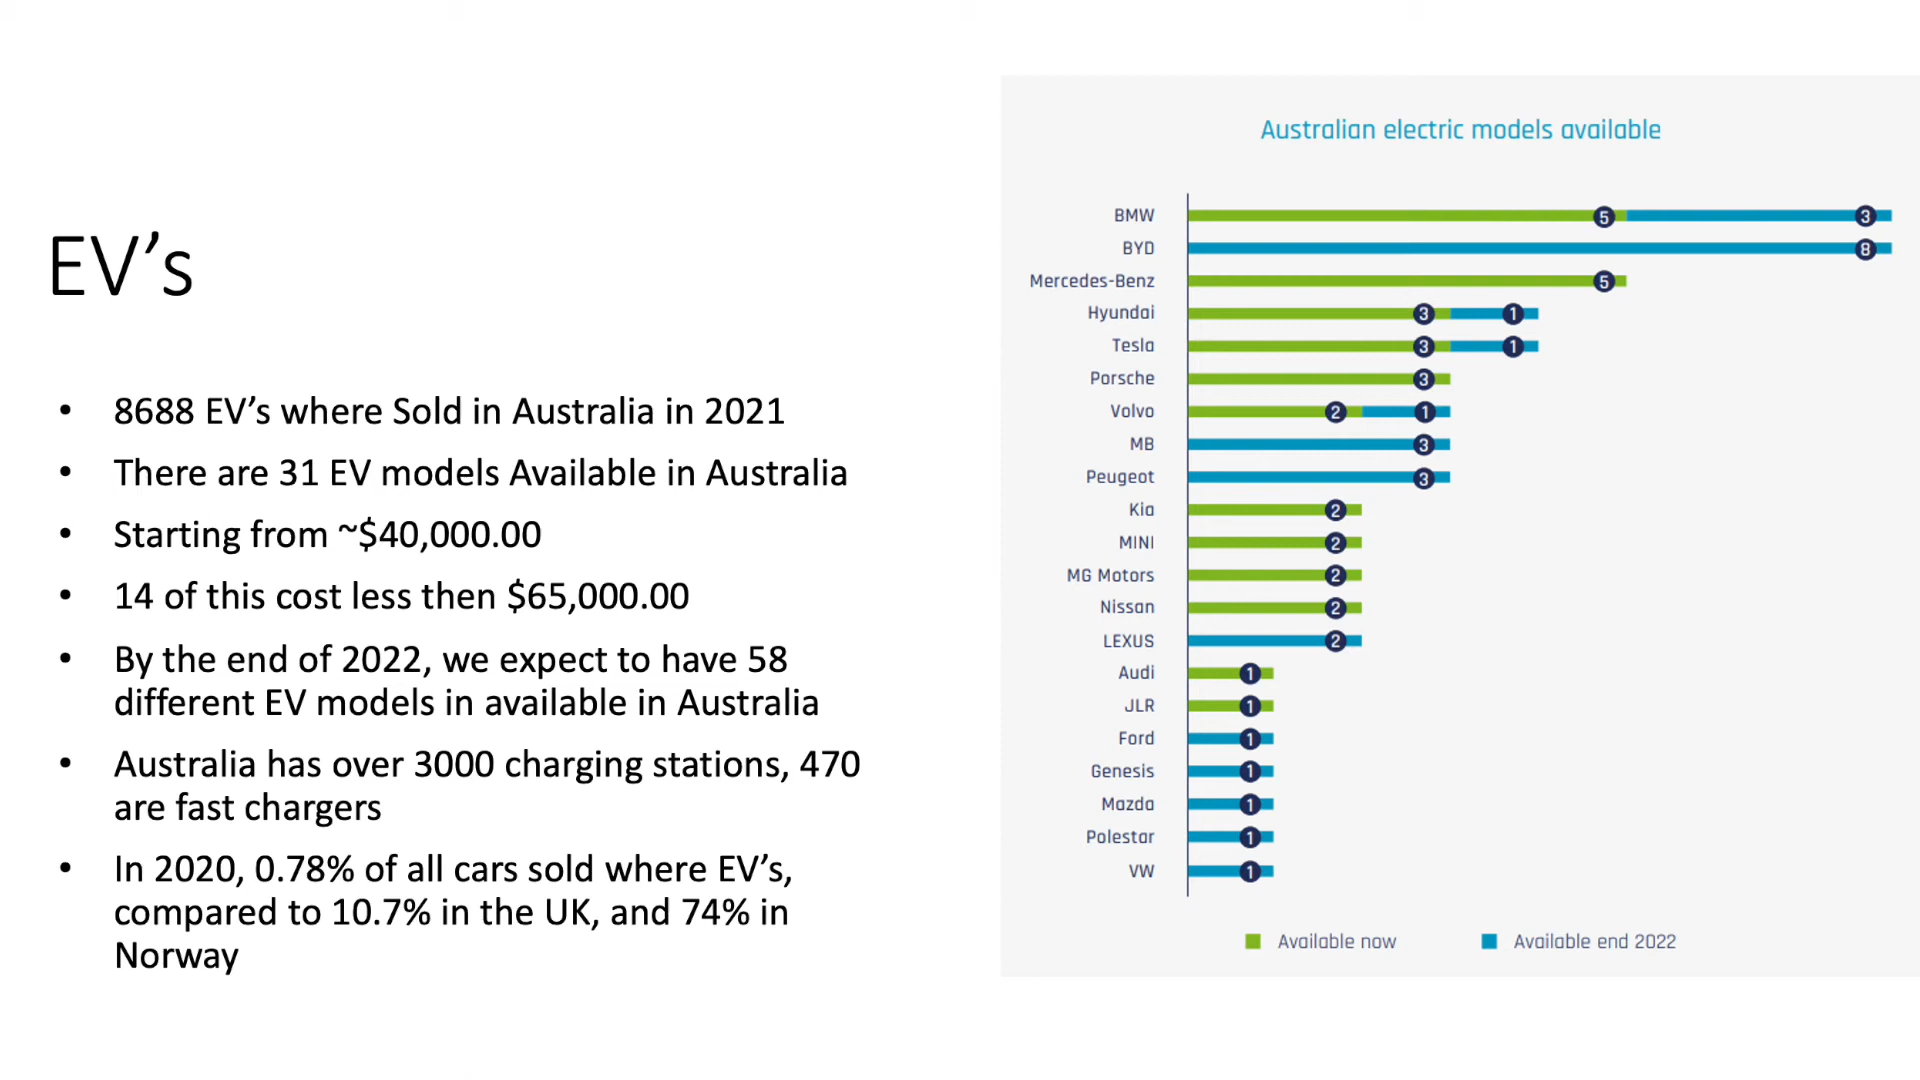 EV’s
• 8688 EV’s where Sold in Australia in 2021
• There are 31 EV models Available in Australia
• Starting from ~$40,000.00
• 14 of this cost less then $65,000.00
• By the end of 2022, we expect to have 58
different EV models in available in Australia
• Australia has over 3000 charging stations, 470
are fast chargers
• In 2020, 0.78% of all cars sold where EV’s,
compared to 10.7% in the UK, and 74% in
Norway
Australian electric models available
BMW 5 3
BYD 8
Mercedes-Benz 5
Hyundai 3 1
Tesla 3 1
Porsche 3
Volvo 2 1
MB 3
Peugeot 3
Kia 2
MINI 2
MG Motors 2
Nissan 2
LEXUS 2
Audi 1
JLR 1
Ford 1
Genesis 1
Mazda 1
Polestar 1
VW 1
Available now Available end 2022